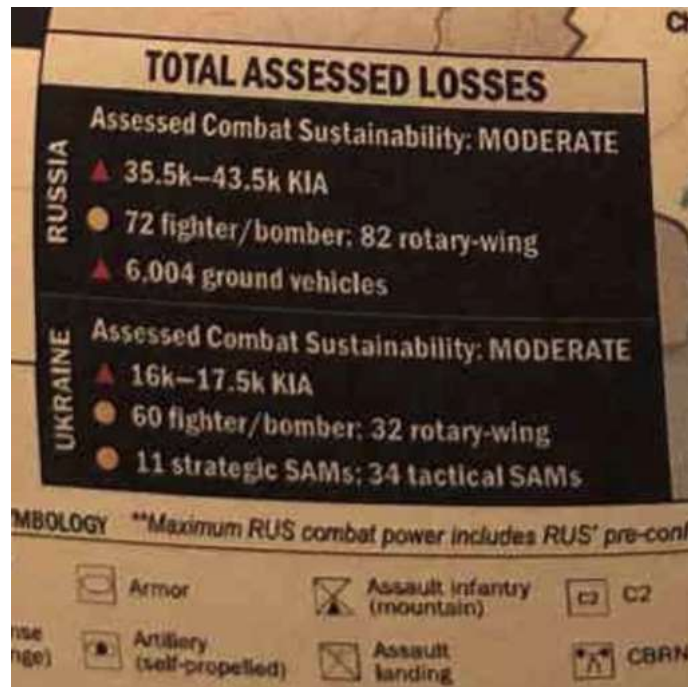 TOTAL ASSESSED LOSSES
RUSSIA
Assessed Combat Sustainability: MODERATE
35.5k–43.5k KIA
72 fighter/bomber; 82 rotary-wing
6,004 ground vehicles
UKRAINE
Assessed Combat Sustainability: MODERATE
16k–17.5k KIA
60 fighter/bomber; 32 rotary-wing
11 strategic SAMs; 34 tactical SAMs
MBOLOGY **Maximum RUS combat power includes RUS' pre-conf
Armor
Assault infantry
(mountain)
C2 C2
Artillery
(self-propelled)
Assault
landing
CBRN